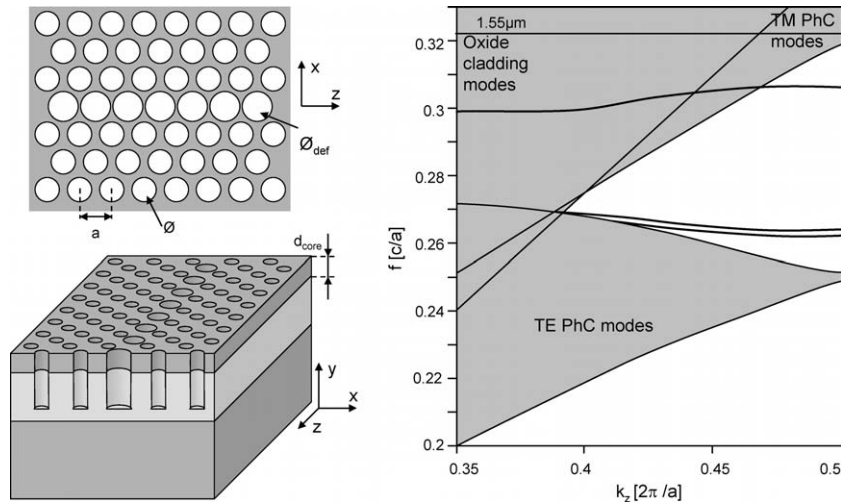 x
z
Ø_def
a
Ø
d_core
y
x
z
f [c/a]
0.32
0.3
0.28
0.26
0.24
0.22
0.2
1.55µm
Oxide
cladding
modes
TM PhC
modes
TE PhC modes
0.35
0.4
0.45
0.5
k_z [2π /a]